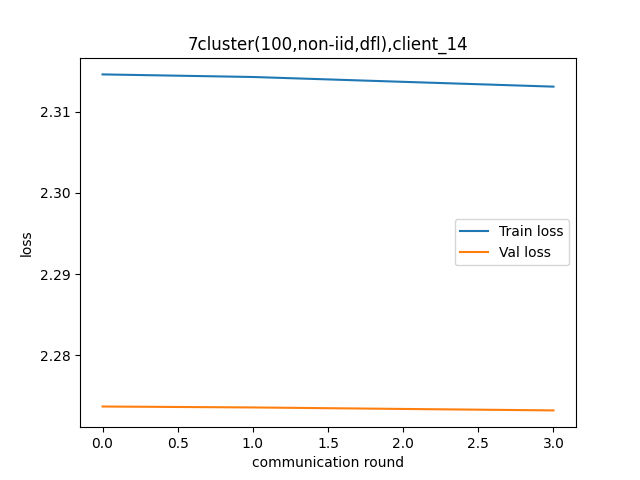 7cluster(100,non-iid,dfl),client_14
2.31
2.30
2.29
2.28
loss
Train loss
Val loss
0.0 0.5 1.0 1.5 2.0 2.5 3.0
communication round